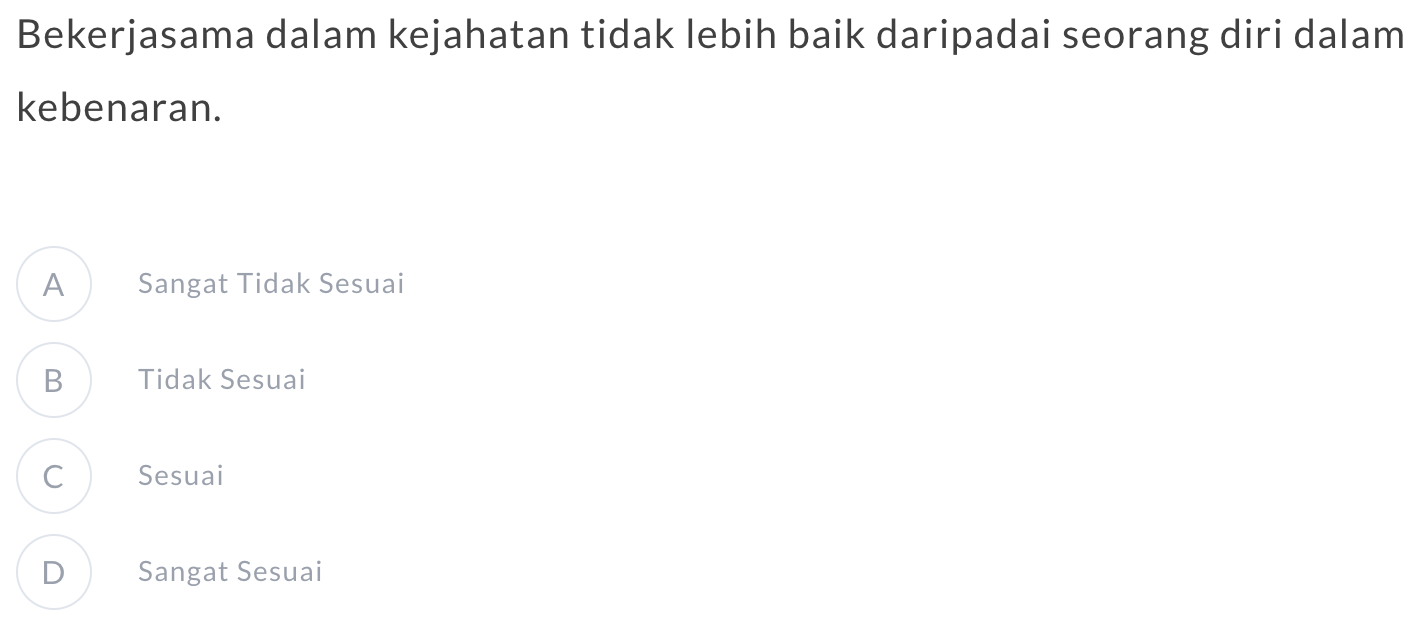 Bekerjasama dalam kejahatan tidak lebih baik daripadai seorang diri dalam
kebenaran.
A Sangat Tidak Sesuai
B Tidak Sesuai
C Sesuai
D Sangat Sesuai